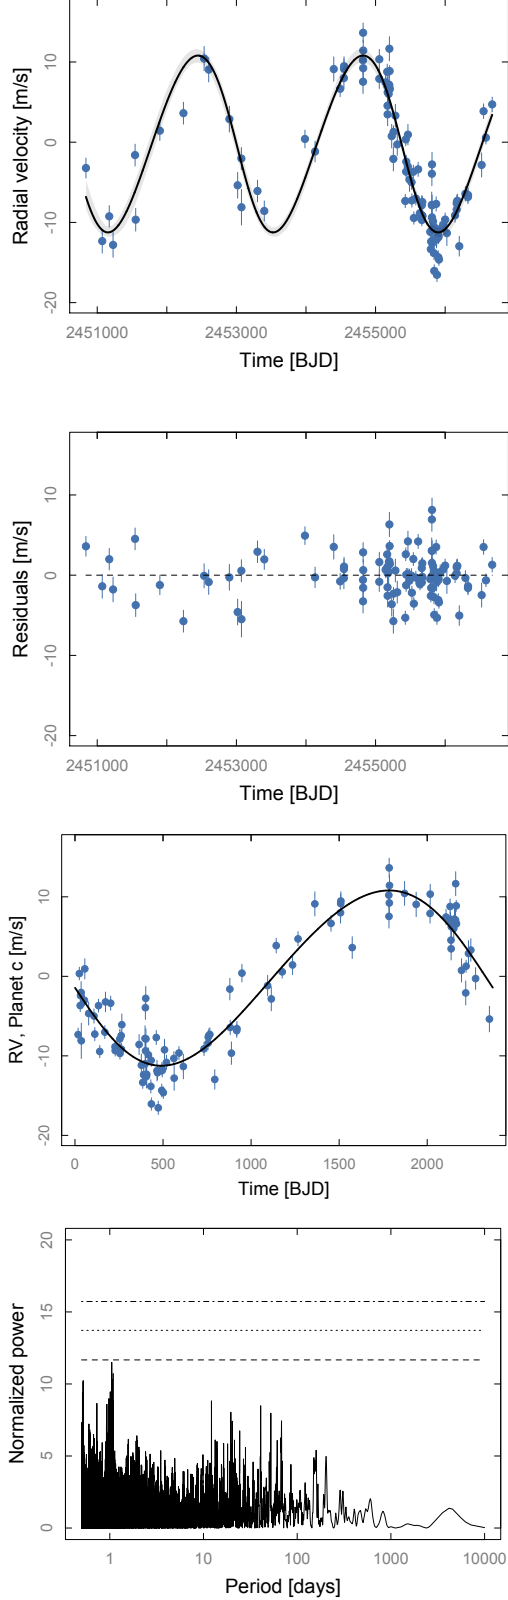 10
0
-10
-20
Radial velocity [m/s]
2451000 2453000 2455000
Time [BJD]
10
0
-10
-20
Residuals [m/s]
2451000 2453000 2455000
Time [BJD]
10
0
-10
-20
RV, Planet c [m/s]
0 500 1000 1500 2000
Time [BJD]
20
15
10
5
0
Normalized power
1 10 100 1000 10000
Period [days]